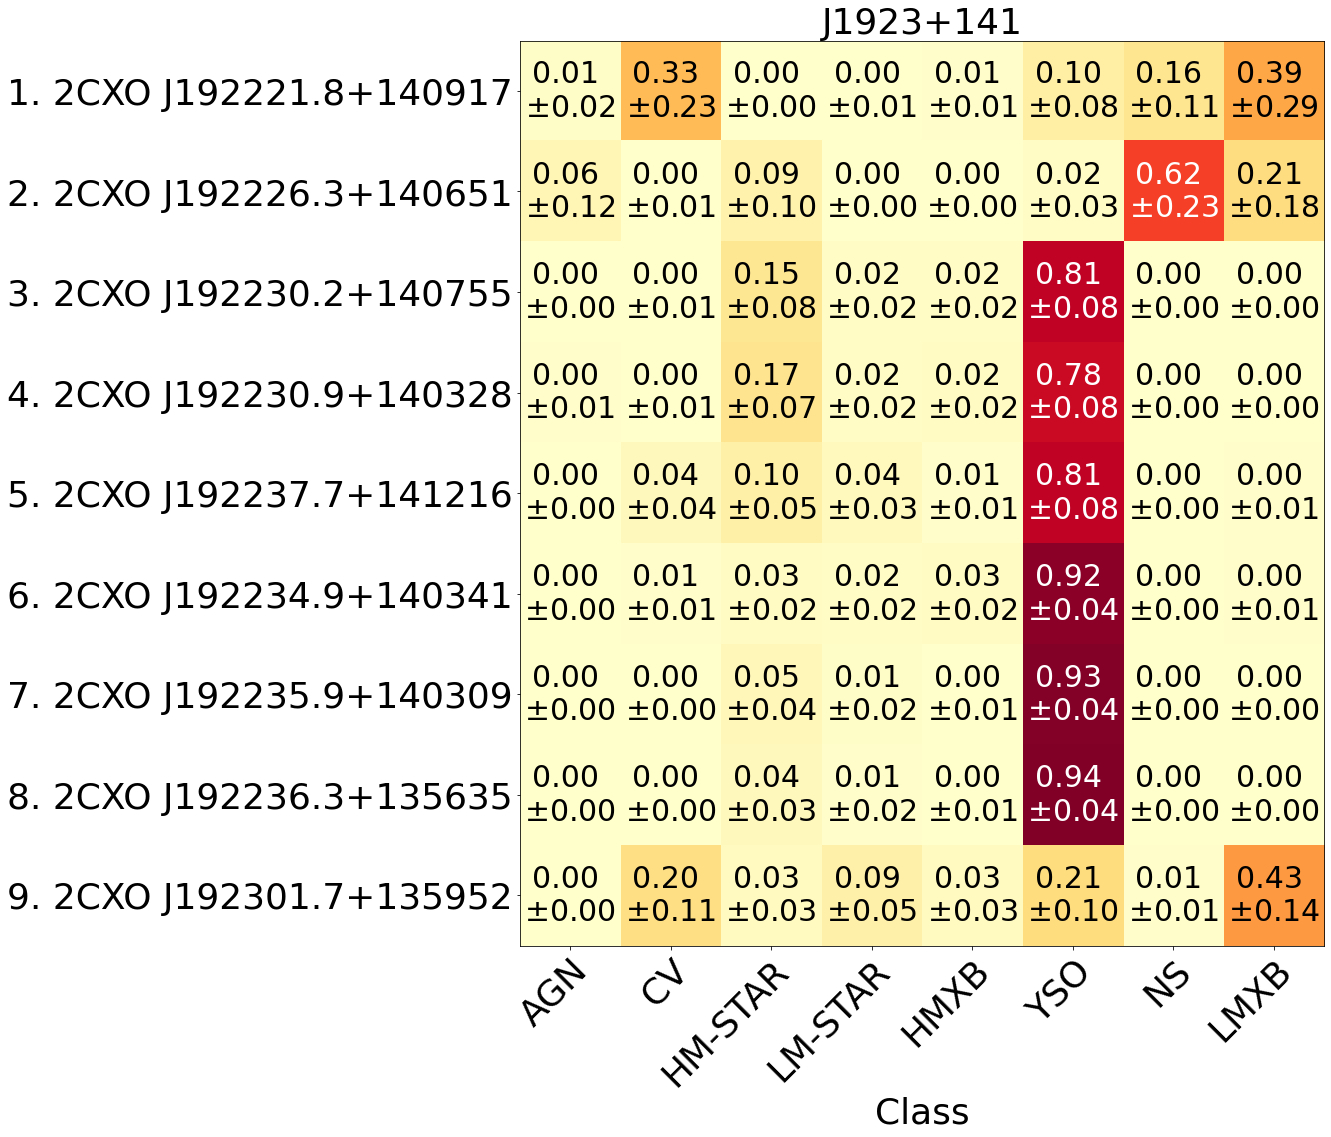 J1923+141
1. 2CXO J192221.8+140917 0.01 0.33 0.00 0.00 0.01 0.10 0.16 0.39
±0.02 ±0.23 ±0.00 ±0.01 ±0.01 ±0.08 ±0.11 ±0.29
2. 2CXO J192226.3+140651 0.06 0.00 0.09 0.00 0.00 0.02 0.62 0.21
±0.12 ±0.01 ±0.10 ±0.00 ±0.00 ±0.03 ±0.23 ±0.18
3. 2CXO J192230.2+140755 0.00 0.00 0.15 0.02 0.02 0.81 0.00 0.00
±0.00 ±0.01 ±0.08 ±0.02 ±0.02 ±0.08 ±0.00 ±0.00
4. 2CXO J192230.9+140328 0.00 0.00 0.17 0.02 0.02 0.78 0.00 0.00
±0.01 ±0.01 ±0.07 ±0.02 ±0.02 ±0.08 ±0.00 ±0.00
5. 2CXO J192237.7+141216 0.00 0.04 0.10 0.04 0.01 0.81 0.00 0.00
±0.00 ±0.04 ±0.05 ±0.03 ±0.01 ±0.08 ±0.00 ±0.01
6. 2CXO J192234.9+140341 0.00 0.01 0.03 0.02 0.03 0.92 0.00 0.00
±0.00 ±0.01 ±0.02 ±0.02 ±0.02 ±0.04 ±0.00 ±0.01
7. 2CXO J192235.9+140309 0.00 0.00 0.05 0.01 0.00 0.93 0.00 0.00
±0.00 ±0.00 ±0.04 ±0.02 ±0.01 ±0.04 ±0.00 ±0.00
8. 2CXO J192236.3+135635 0.00 0.00 0.04 0.01 0.00 0.94 0.00 0.00
±0.00 ±0.00 ±0.03 ±0.02 ±0.01 ±0.04 ±0.00 ±0.00
9. 2CXO J192301.7+135952 0.00 0.20 0.03 0.09 0.03 0.21 0.01 0.43
±0.00 ±0.11 ±0.03 ±0.05 ±0.03 ±0.10 ±0.01 ±0.14
AGN CV HM-STAR LM-STAR HMXB YSO NS LMXB
Class